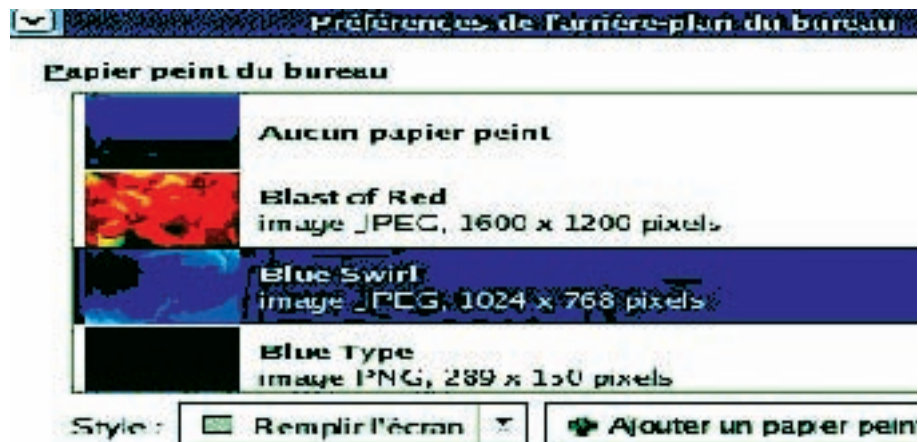 Préférences de l'arrière-plan du bureau
Papier peint du bureau
Aucun papier peint
Blast of Red
image JPEG, 1600 x 1200 pixels
Blue Swirl
image JPEG, 1024 x 768 pixels
Blue Type
image PNG, 289 x 150 pixels
Style : Remplir l'écran Ajouter un papier pein